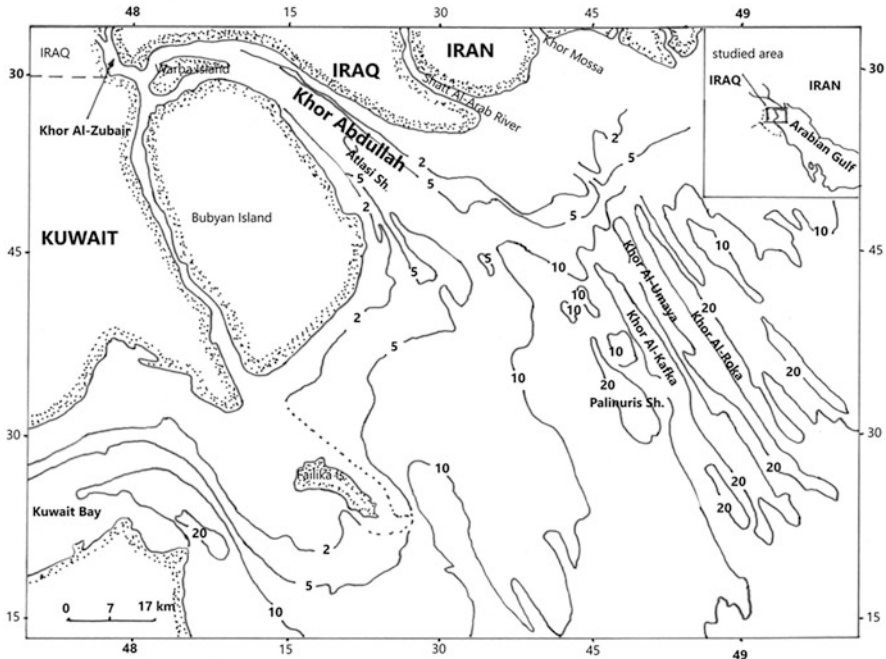 48
15
30
45
49
IRAQ
30
Warba Island
IRAQ
IRAN
Khor Mossa
studied area
IRAQ
IRAN
Arabian Gulf
30
Khor Al-Zubair
Shatt Al-Arab River
Khor Abdullah
Atlasi Sh.
2
5
2
5
2
5
5
KUWAIT
Bubyan Island
45
10
10
45
5
5
10
2
5
10
10
10
10
20
Khor Al-Umaya
Khor Al-Kafka
Khor Al-Roka
20
20
Palinuris Sh.
30
30
Failika IS.
10
20
20
20
Kuwait Bay
20
2
5
10
0 7 17 km
15
15
48
15
30
45
49